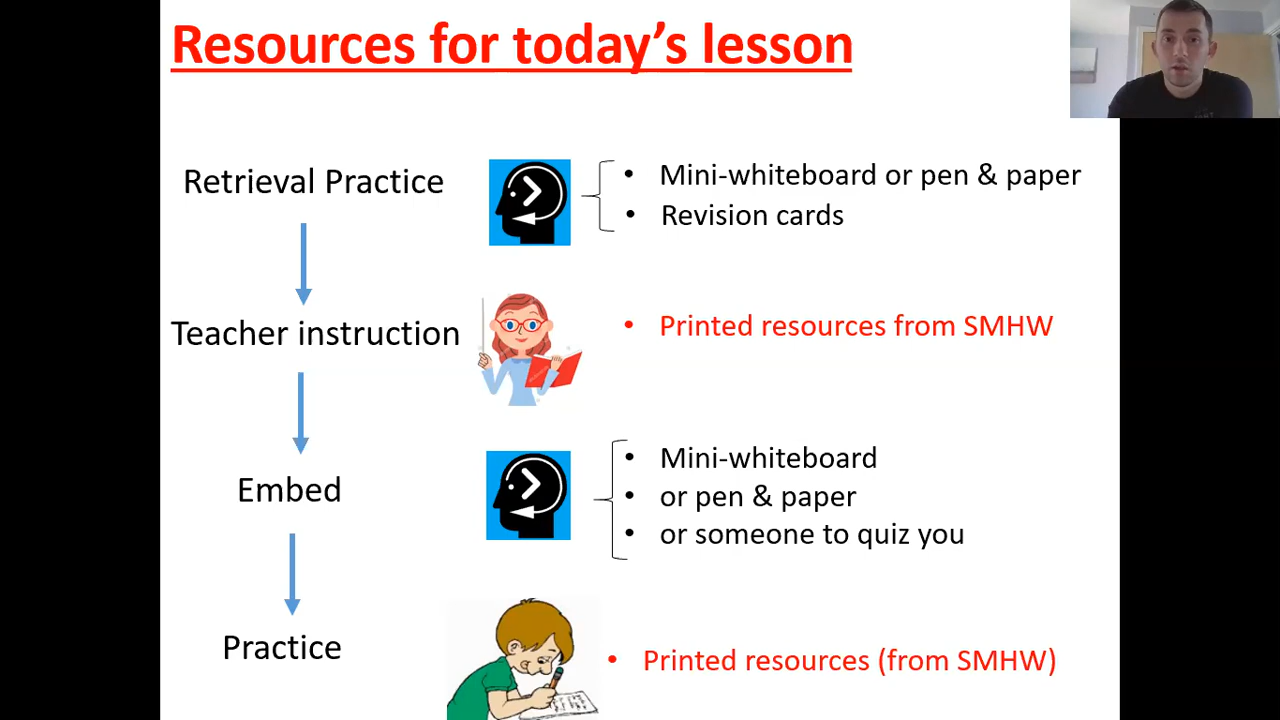 Resources for today's lesson
Retrieval Practice
• Mini-whiteboard or pen & paper
• Revision cards
Teacher instruction
• Printed resources from SMHW
Embed
• Mini-whiteboard
• or pen & paper
• or someone to quiz you
Practice
• Printed resources (from SMHW)